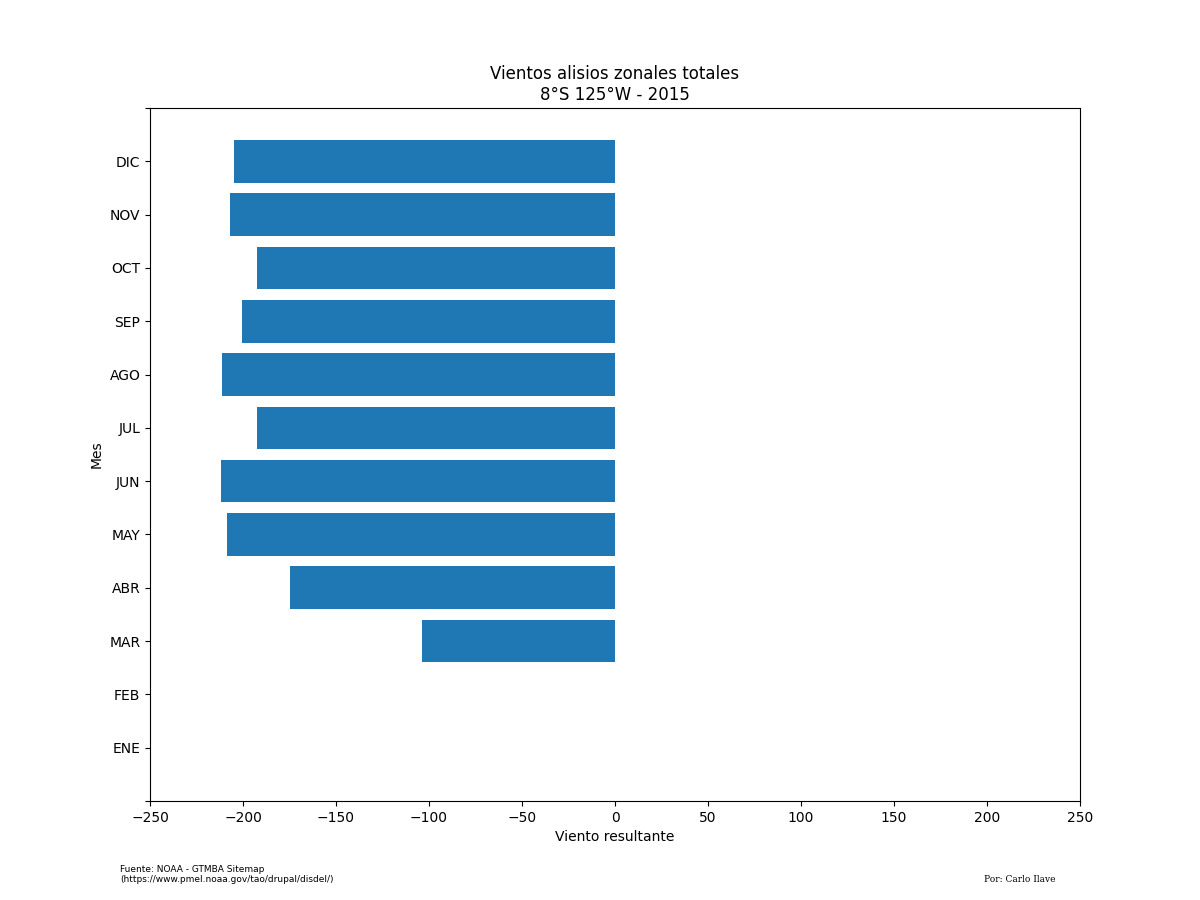 Vientos alisios zonales totales
8°S 125°W - 2015
DIC
NOV
OCT
SEP
AGO
JUL
JUN
MAY
ABR
MAR
FEB
ENE
Mes
−250 −200 −150 −100 −50 0 50 100 150 200 250
Viento resultante
Fuente: NOAA - GTMBA Sitemap
(https://www.pmel.noaa.gov/tao/drupal/disdel/)
Por: Carlo Ilave